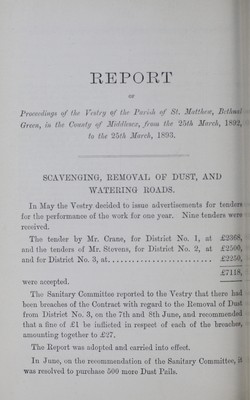 REPORT
OF
Proceedings of the Vestry of the Parish of St. Matthew, Bethnal
Green, in the County of Middlesex, from the 25th March, 1892,
to the 25th March, 1893.
SCAVENGING, REMOVAL OF DUST, AND
WATERING ROADS.
In May the Vestry decided to issue advertisements for tenders
for the performance of the work for one year. Nine tenders were
received.
The tender by Mr. Crane, for District No. 1, at £2368,
and the tenders of Mr. Stevens, for District No. 2, at £2500,
and for District No. 3, at........................ £2250,
£7118,
were accepted.
The Sanitary Committee reported to the Vestry that there had
been breaches of the Contract with regard to the Removal of Dust
from District No. 3, on the 7th and 8th June, and recommended
that a fine of £1 be inflicted in respect of each of the breaches,
amounting together to £27.
The Report was adopted and carried into effect.
In June, on the recommendation of the Sanitary Committee, it
was resolved to purchase 500 more Dust Pails.